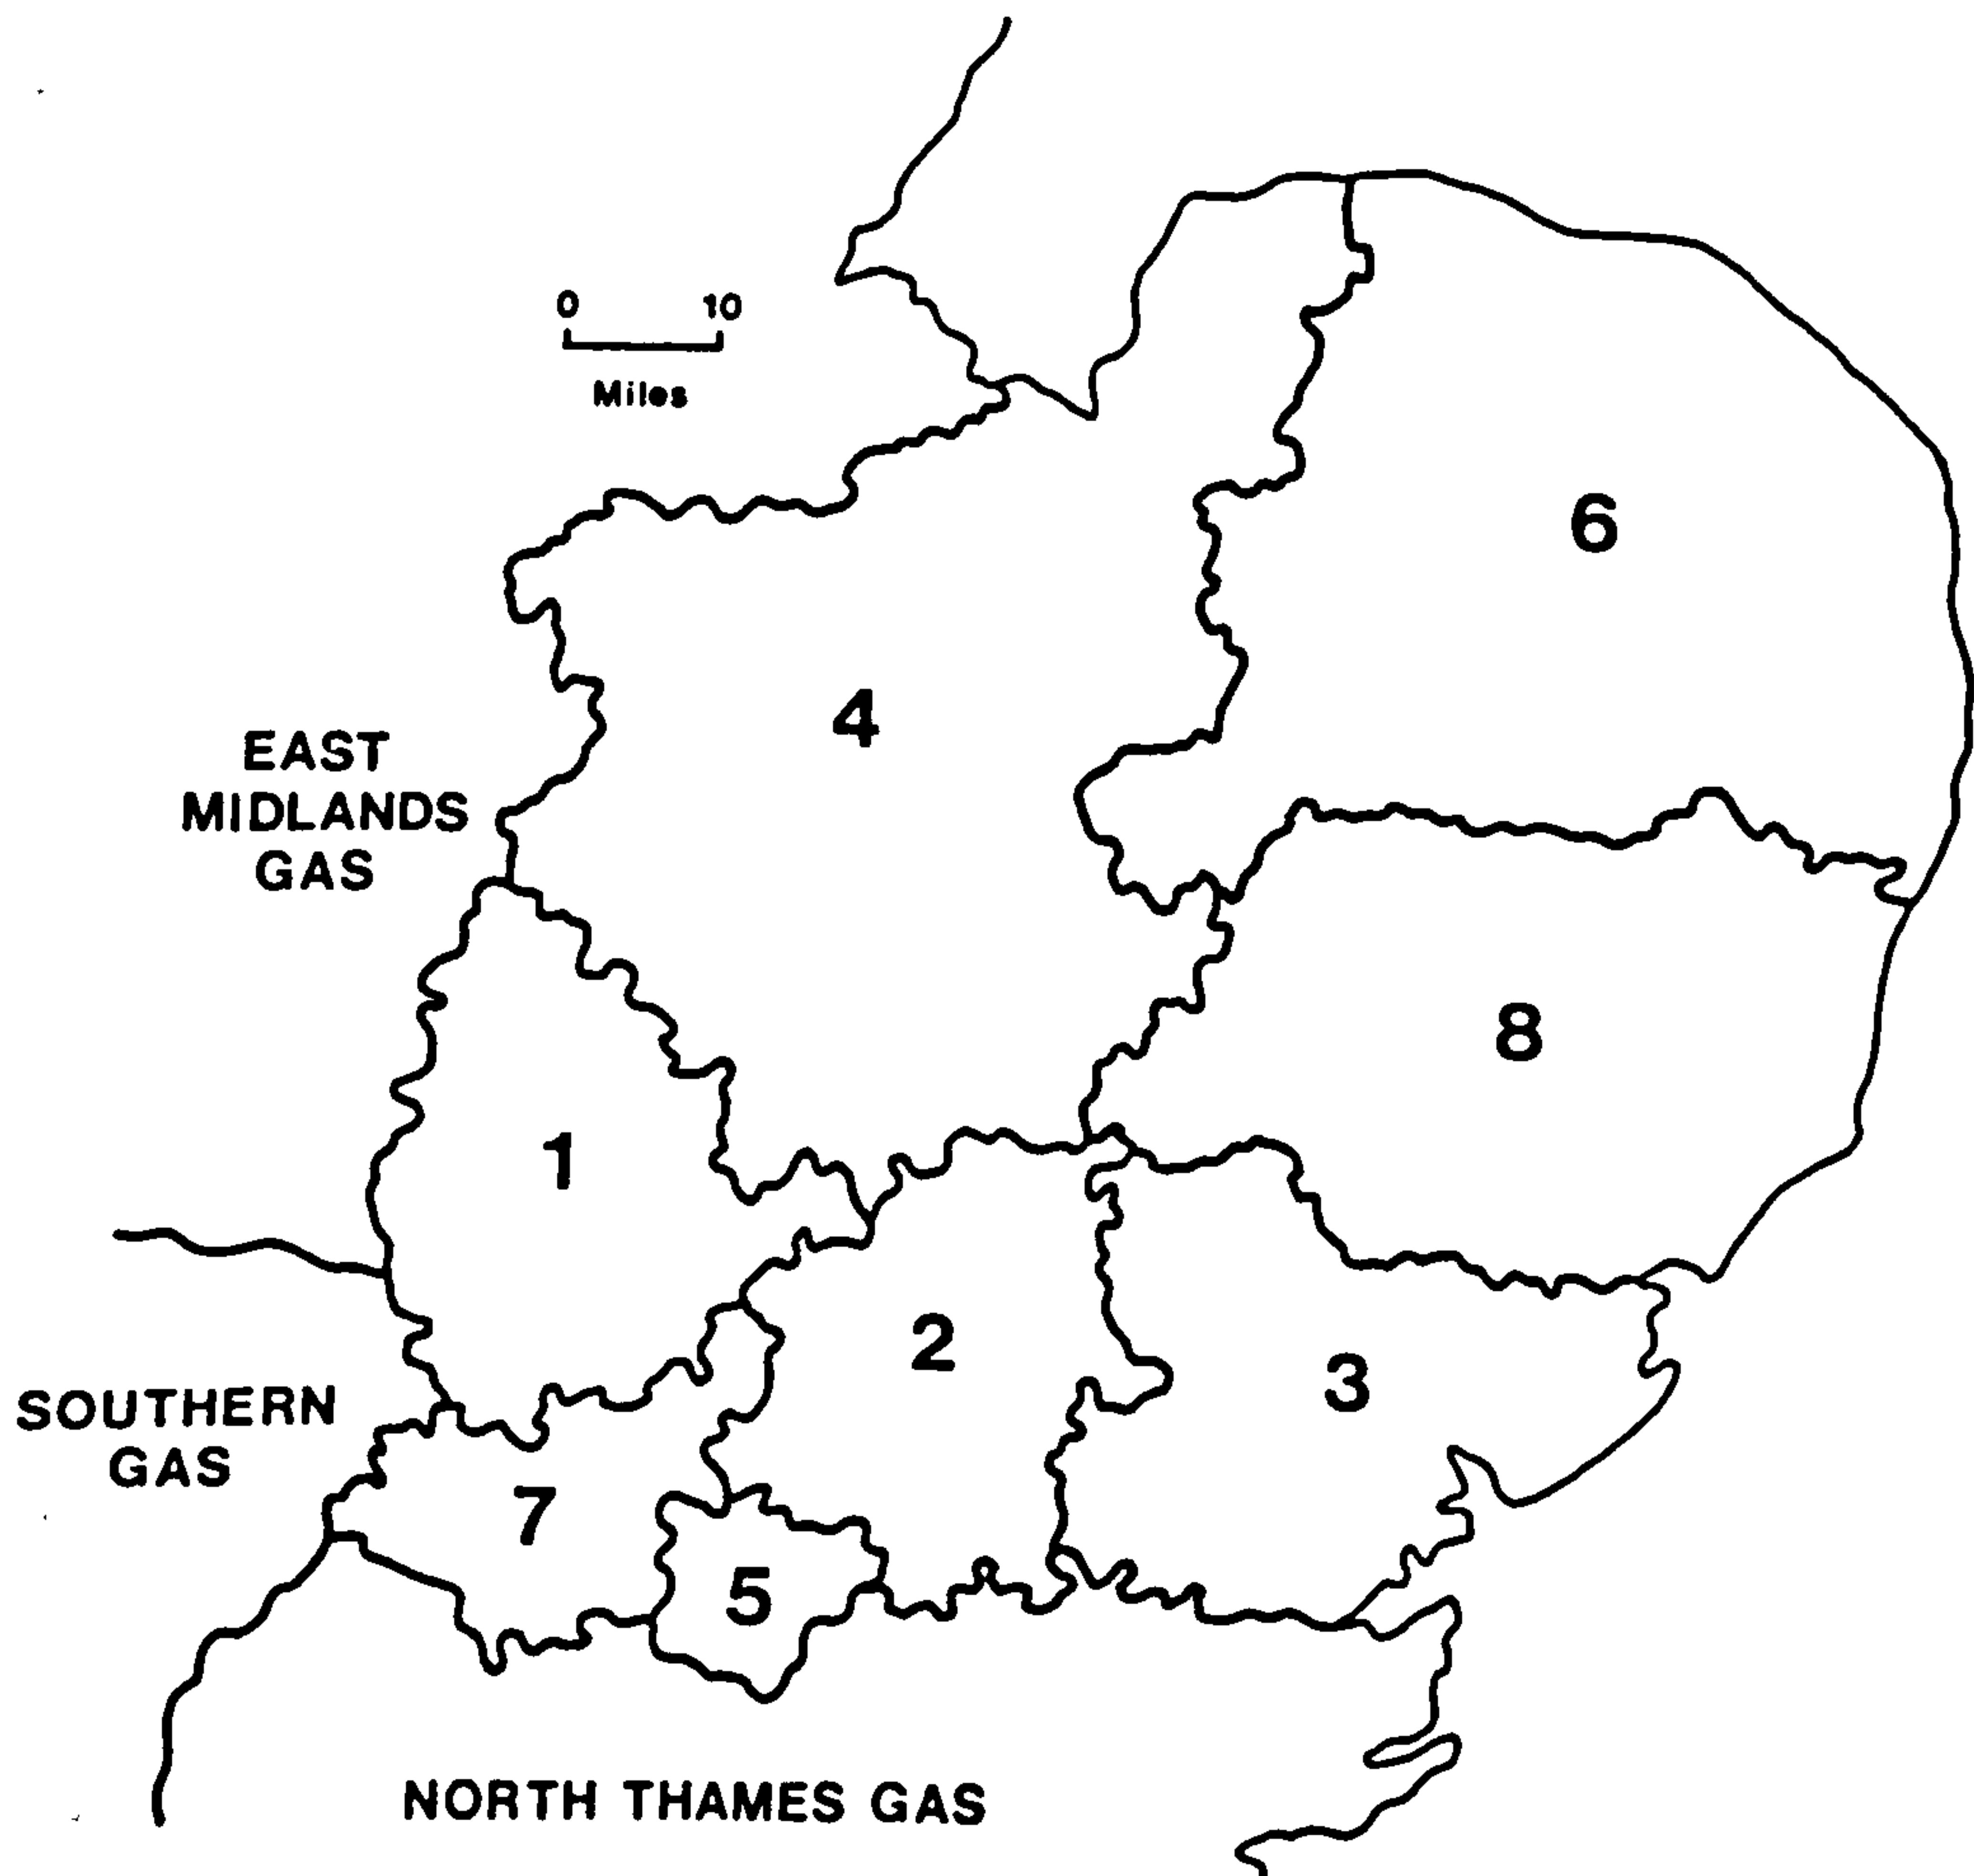 0 10
Miles
6
4
EAST
MIDLANDS
GAS
8
1
2
3
SOUTHERN
GAS
7
5
NORTH THAMES GAS